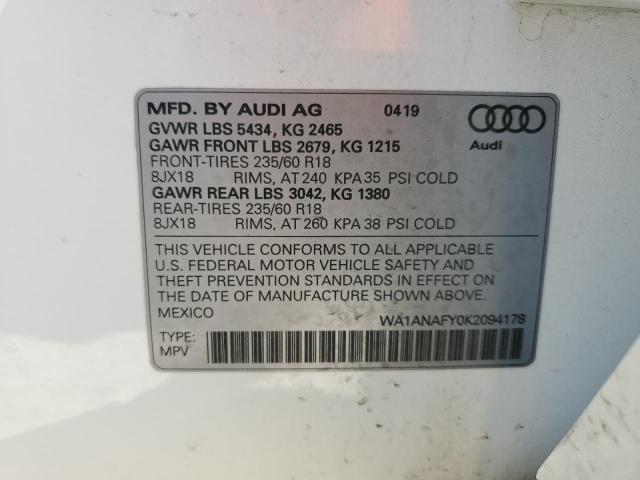 MFD. BY AUDI AG 0419
GVWR LBS 5434, KG 2465
GAWR FRONT LBS 2679, KG 1215
FRONT-TIRES 235/60 R18
8JX18 RIMS, AT 240 KPA 35 PSI COLD
GAWR REAR LBS 3042, KG 1380
REAR-TIRES 235/60 R18
8JX18 RIMS, AT 260 KPA 38 PSI COLD
Audi
THIS VEHICLE CONFORMS TO ALL APPLICABLE
U.S. FEDERAL MOTOR VEHICLE SAFETY AND
THEFT PREVENTION STANDARDS IN EFFECT ON
THE DATE OF MANUFACTURE SHOWN ABOVE.
MEXICO WA1ANAFY0K2094178
TYPE:
MPV